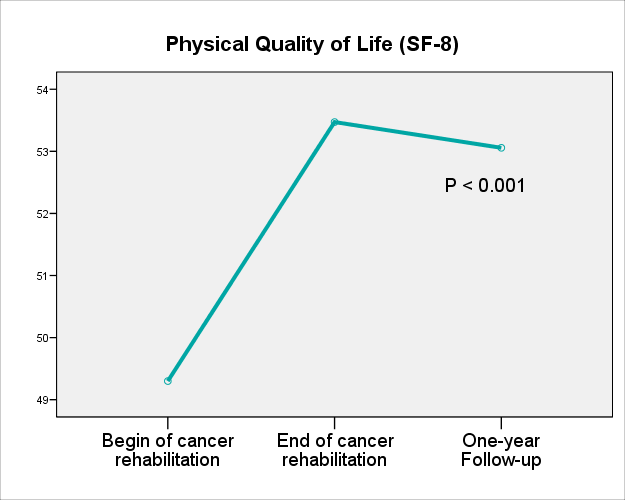 Physical Quality of Life (SF-8)
54
53
52
51
50
49
P < 0.001
Begin of cancer
rehabilitation
End of cancer
rehabilitation
One-year
Follow-up